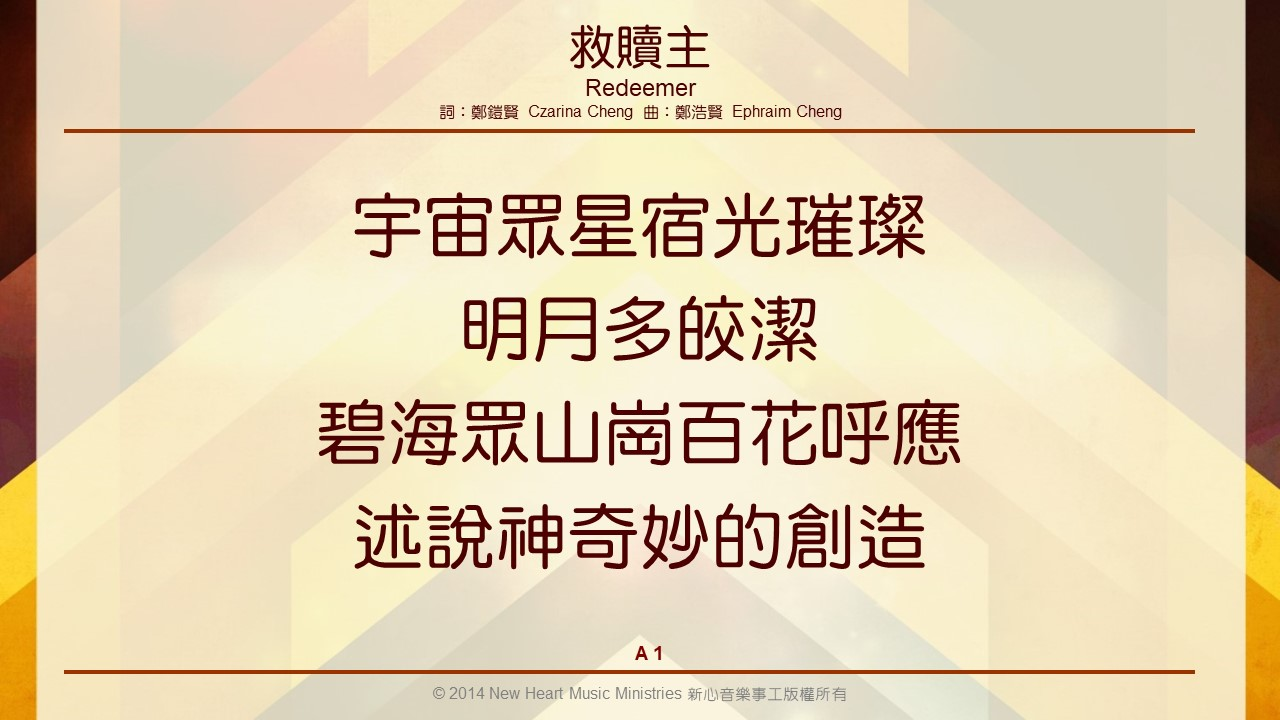 救贖主
Redeemer
詞：鄭鎧賢 Czarina Cheng 曲：鄭浩賢 Ephraim Cheng
宇宙眾星宿光璀璨
明月多皎潔
碧海眾山崗百花呼應
述說神奇妙的創造
A 1
© 2014 New Heart Music Ministries 新心音樂事工版權所有